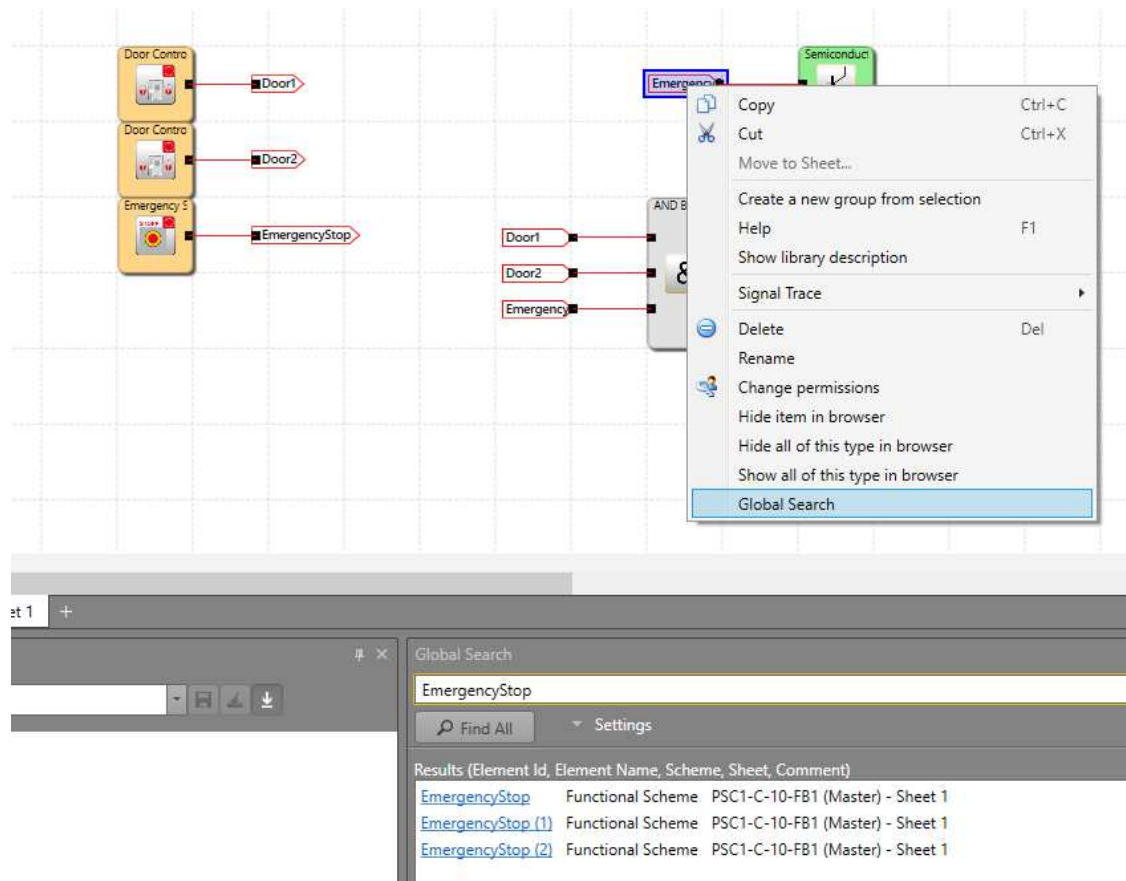 Door Contro
Semiconduct
Door1
Emergency
Copy Ctrl+C
Door Contro
Cut Ctrl+X
Door2
Move to Sheet...
Emergency S
Create a new group from selection
AND B
STOPP
Help F1
EmergencyStop
Door1
Show library description
Door2
&
Signal Trace
Emergency
Delete Del
Rename
Change permissions
Hide item in browser
Hide all of this type in browser
Show all of this type in browser
Global Search
et 1 +
Global Search
EmergencyStop
Find All Settings
Results (Element Id, Element Name, Scheme, Sheet, Comment)
EmergencyStop Functional Scheme PSC1-C-10-FB1 (Master) - Sheet 1
EmergencyStop (1) Functional Scheme PSC1-C-10-FB1 (Master) - Sheet 1
EmergencyStop (2) Functional Scheme PSC1-C-10-FB1 (Master) - Sheet 1